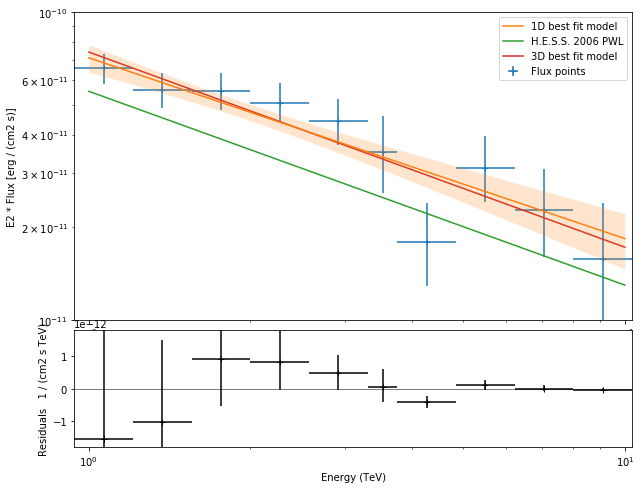 10⁻¹⁰
6 × 10⁻¹¹
4 × 10⁻¹¹
3 × 10⁻¹¹
2 × 10⁻¹¹
10⁻¹¹
E2 * Flux [erg / (cm2 s)]
1D best fit model
H.E.S.S. 2006 PWL
3D best fit model
Flux points
1e−12
1
0
−1
Residuals 1 / (cm2 s TeV)
10⁰
10¹
Energy (TeV)